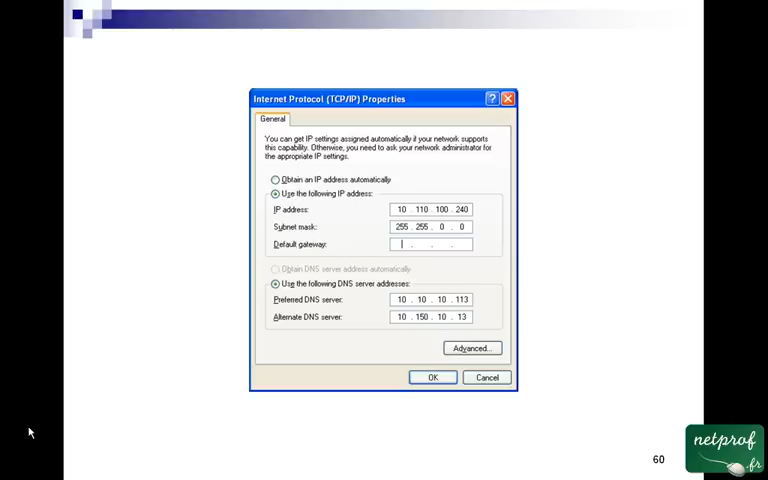 Internet Protocol (TCP/IP) Properties
General
You can get IP settings assigned automatically if your network supports
this capability. Otherwise, you need to ask your network administrator for
the appropriate IP settings.
Obtain an IP address automatically
Use the following IP address:
IP address: 10 . 110 . 100 . 240
Subnet mask: 255 . 255 . 0 . 0
Default gateway: . . .
Obtain DNS server address automatically
Use the following DNS server addresses:
Preferred DNS server: 10 . 10 . 10 . 113
Alternate DNS server: 10 . 150 . 10 . 13
Advanced...
OK Cancel
60
netprof
.fr